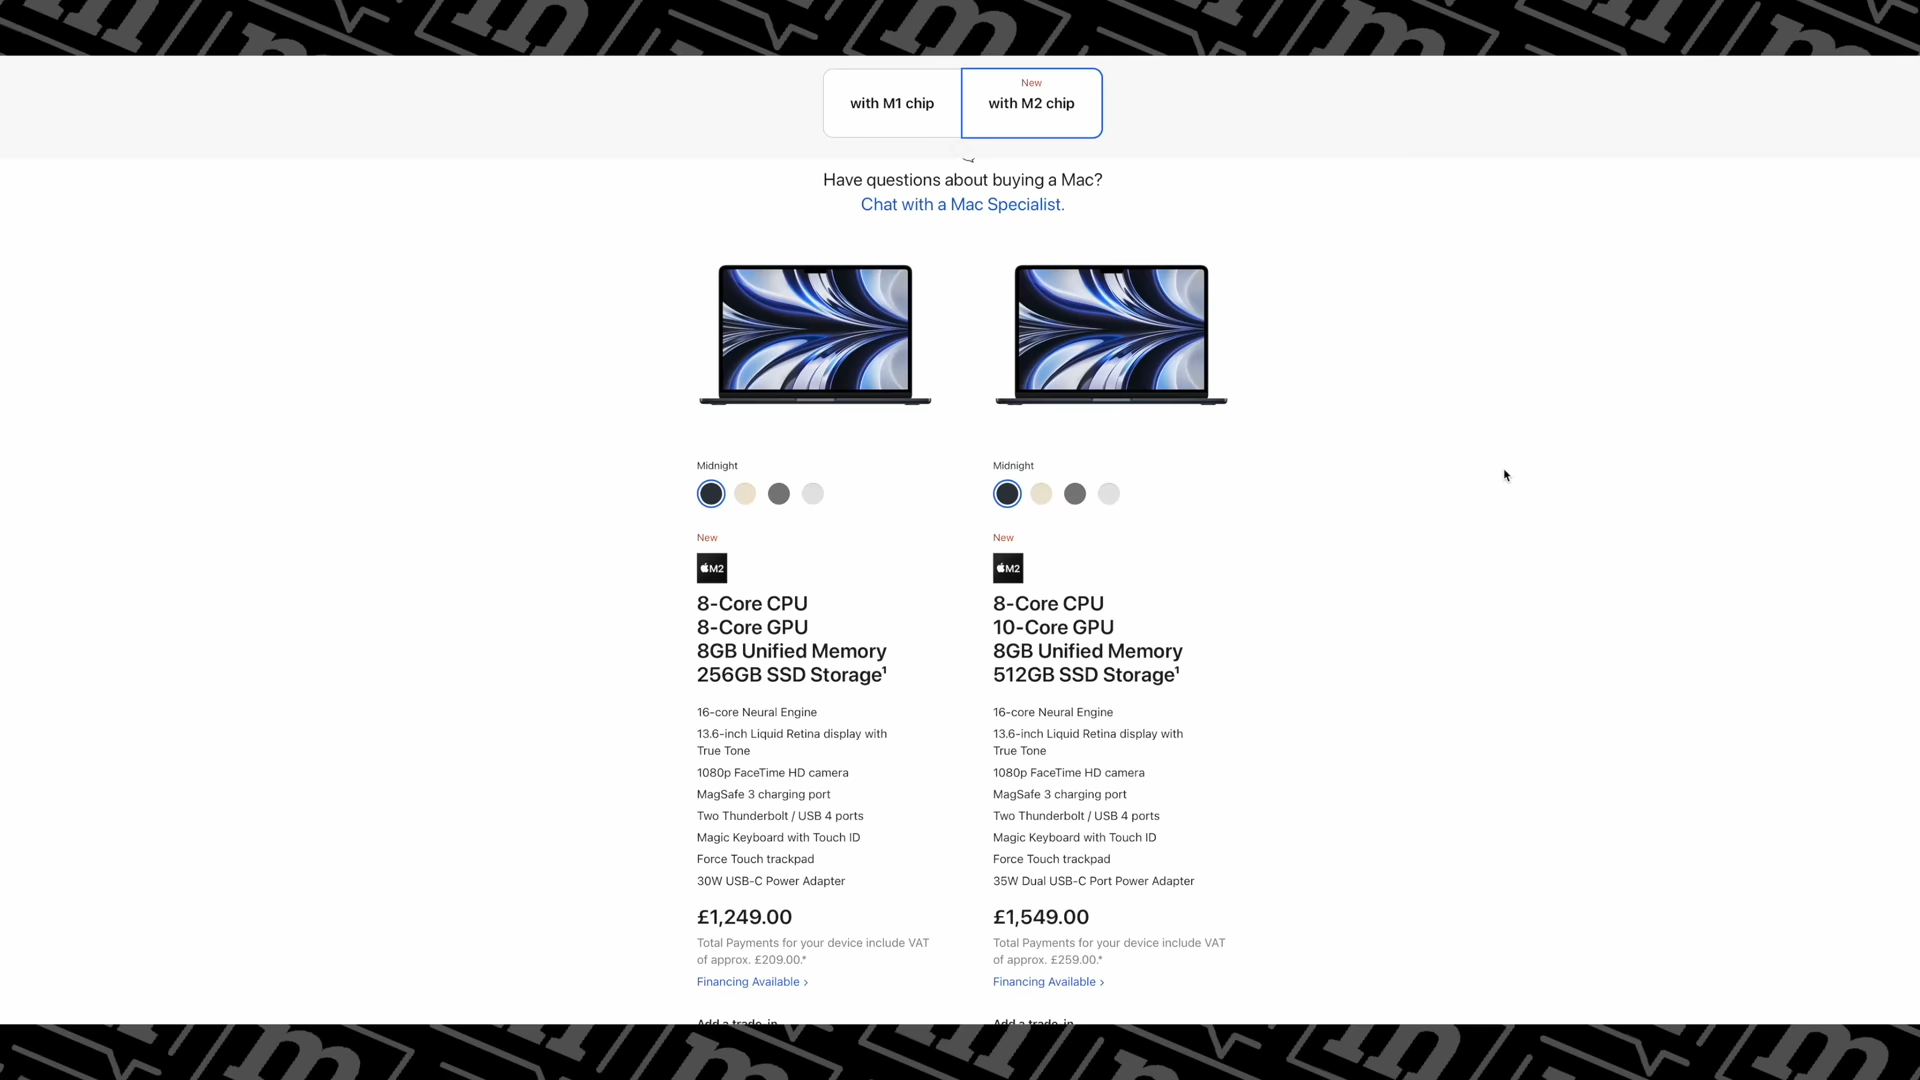 with M1 chip
New
with M2 chip
Have questions about buying a Mac?
Chat with a Mac Specialist.
Midnight
New
M2
8-Core CPU
8-Core GPU
8GB Unified Memory
256GB SSD Storage¹
16-core Neural Engine
13.6-inch Liquid Retina display with
True Tone
1080p FaceTime HD camera
MagSafe 3 charging port
Two Thunderbolt / USB 4 ports
Magic Keyboard with Touch ID
Force Touch trackpad
30W USB-C Power Adapter
£1,249.00
Total Payments for your device include VAT
of approx. £209.00.*
Financing Available >
Add a trade-in
Midnight
New
M2
8-Core CPU
10-Core GPU
8GB Unified Memory
512GB SSD Storage¹
16-core Neural Engine
13.6-inch Liquid Retina display with
True Tone
1080p FaceTime HD camera
MagSafe 3 charging port
Two Thunderbolt / USB 4 ports
Magic Keyboard with Touch ID
Force Touch trackpad
35W Dual USB-C Port Power Adapter
£1,549.00
Total Payments for your device include VAT
of approx. £259.00.*
Financing Available >
Add a trade-in